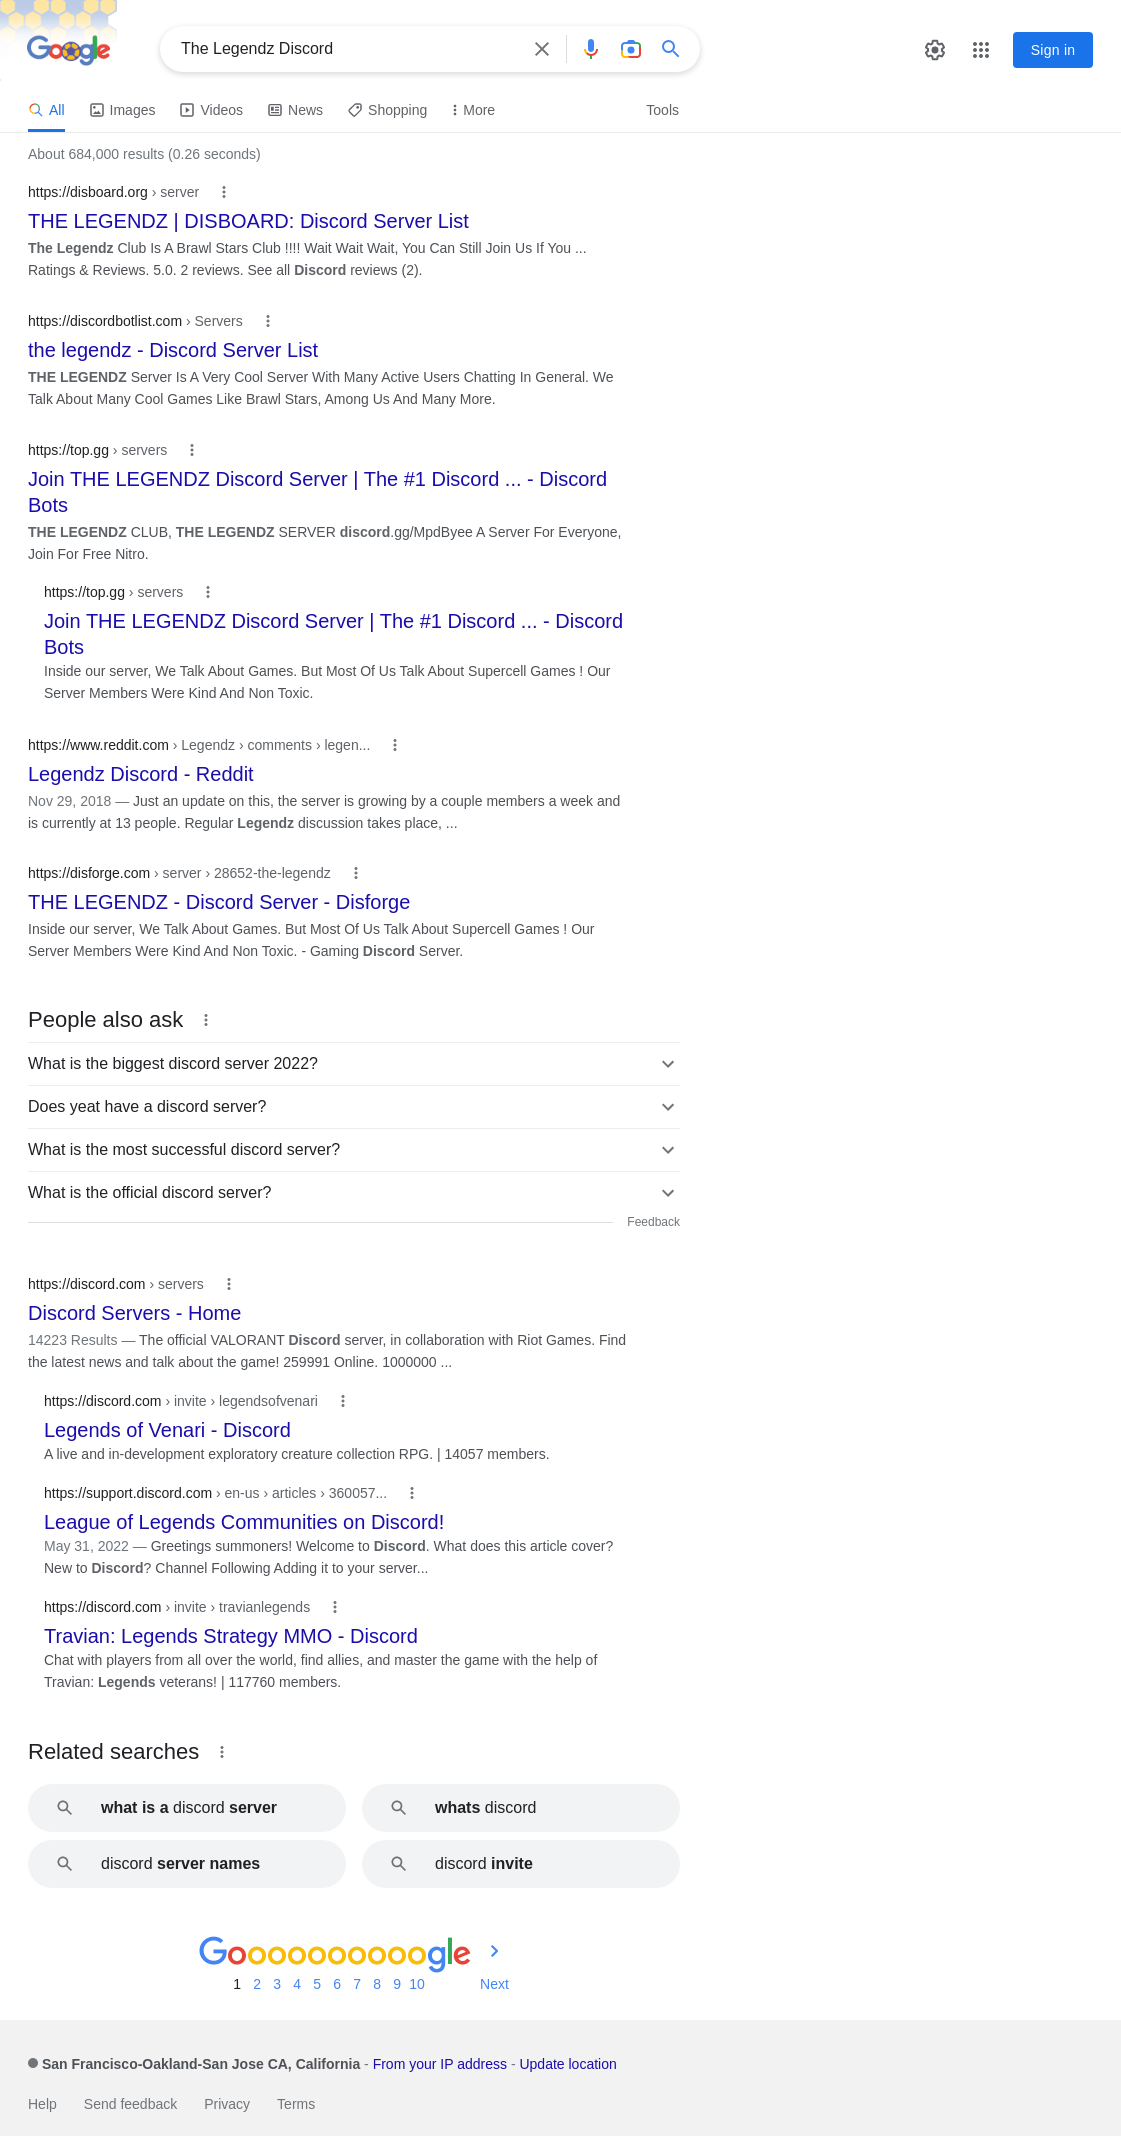 Google
The Legendz Discord
Sign in
All Images Videos News Shopping More Tools
About 684,000 results (0.26 seconds)
https://disboard.org › server
THE LEGENDZ | DISBOARD: Discord Server List
The Legendz Club Is A Brawl Stars Club !!!! Wait Wait Wait, You Can Still Join Us If You ...
Ratings & Reviews. 5.0. 2 reviews. See all Discord reviews (2).
https://discordbotlist.com › Servers
the legendz - Discord Server List
THE LEGENDZ Server Is A Very Cool Server With Many Active Users Chatting In General. We
Talk About Many Cool Games Like Brawl Stars, Among Us And Many More.
https://top.gg › servers
Join THE LEGENDZ Discord Server | The #1 Discord ... - Discord
Bots
THE LEGENDZ CLUB, THE LEGENDZ SERVER discord.gg/MpdByee A Server For Everyone,
Join For Free Nitro.
https://top.gg › servers
Join THE LEGENDZ Discord Server | The #1 Discord ... - Discord
Bots
Inside our server, We Talk About Games. But Most Of Us Talk About Supercell Games ! Our
Server Members Were Kind And Non Toxic.
https://www.reddit.com › Legendz › comments › legen...
Legendz Discord - Reddit
Nov 29, 2018 — Just an update on this, the server is growing by a couple members a week and
is currently at 13 people. Regular Legendz discussion takes place, ...
https://disforge.com › server › 28652-the-legendz
THE LEGENDZ - Discord Server - Disforge
Inside our server, We Talk About Games. But Most Of Us Talk About Supercell Games ! Our
Server Members Were Kind And Non Toxic. - Gaming Discord Server.
People also ask
What is the biggest discord server 2022?
Does yeat have a discord server?
What is the most successful discord server?
What is the official discord server?
Feedback
https://discord.com › servers
Discord Servers - Home
14223 Results — The official VALORANT Discord server, in collaboration with Riot Games. Find
the latest news and talk about the game! 259991 Online. 1000000 ...
https://discord.com › invite › legendsofvenari
Legends of Venari - Discord
A live and in-development exploratory creature collection RPG. | 14057 members.
https://support.discord.com › en-us › articles › 360057...
League of Legends Communities on Discord!
May 31, 2022 — Greetings summoners! Welcome to Discord. What does this article cover?
New to Discord? Channel Following Adding it to your server...
https://discord.com › invite › travianlegends
Travian: Legends Strategy MMO - Discord
Chat with players from all over the world, find allies, and master the game with the help of
Travian: Legends veterans! | 117760 members.
Related searches
what is a discord server
whats discord
discord server names
discord invite
Goooooooooogle
1 2 3 4 5 6 7 8 9 10 Next
San Francisco-Oakland-San Jose CA, California - From your IP address - Update location
Help Send feedback Privacy Terms